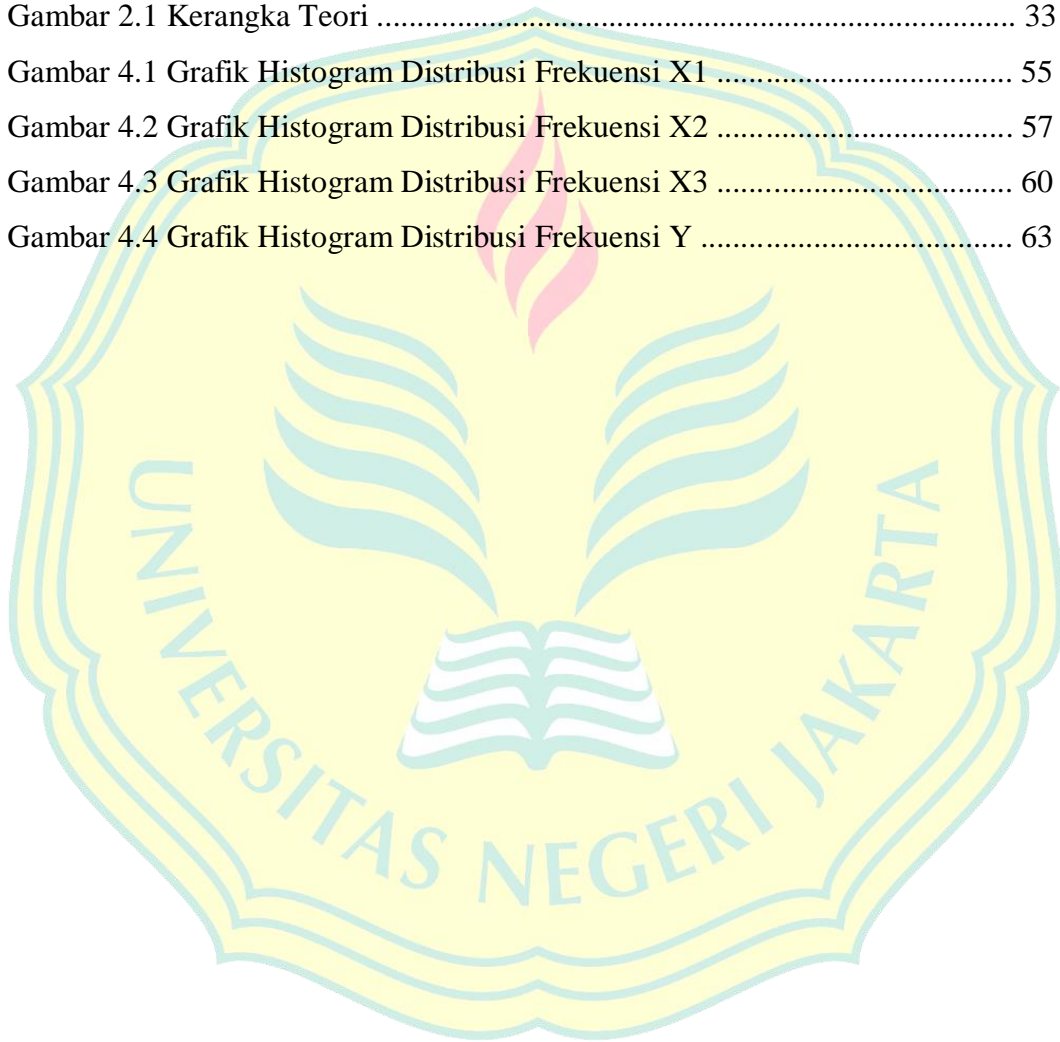 Gambar 2.1 Kerangka Teori ........................................................................................ 33
Gambar 4.1 Grafik Histogram Distribusi Frekuensi X1 ......................................... 55
Gambar 4.2 Grafik Histogram Distribusi Frekuensi X2 ......................................... 57
Gambar 4.3 Grafik Histogram Distribusi Frekuensi X3 ......................................... 60
Gambar 4.4 Grafik Histogram Distribusi Frekuensi Y ........................................... 63
UNIVERSITAS NEGERI JAKARTA